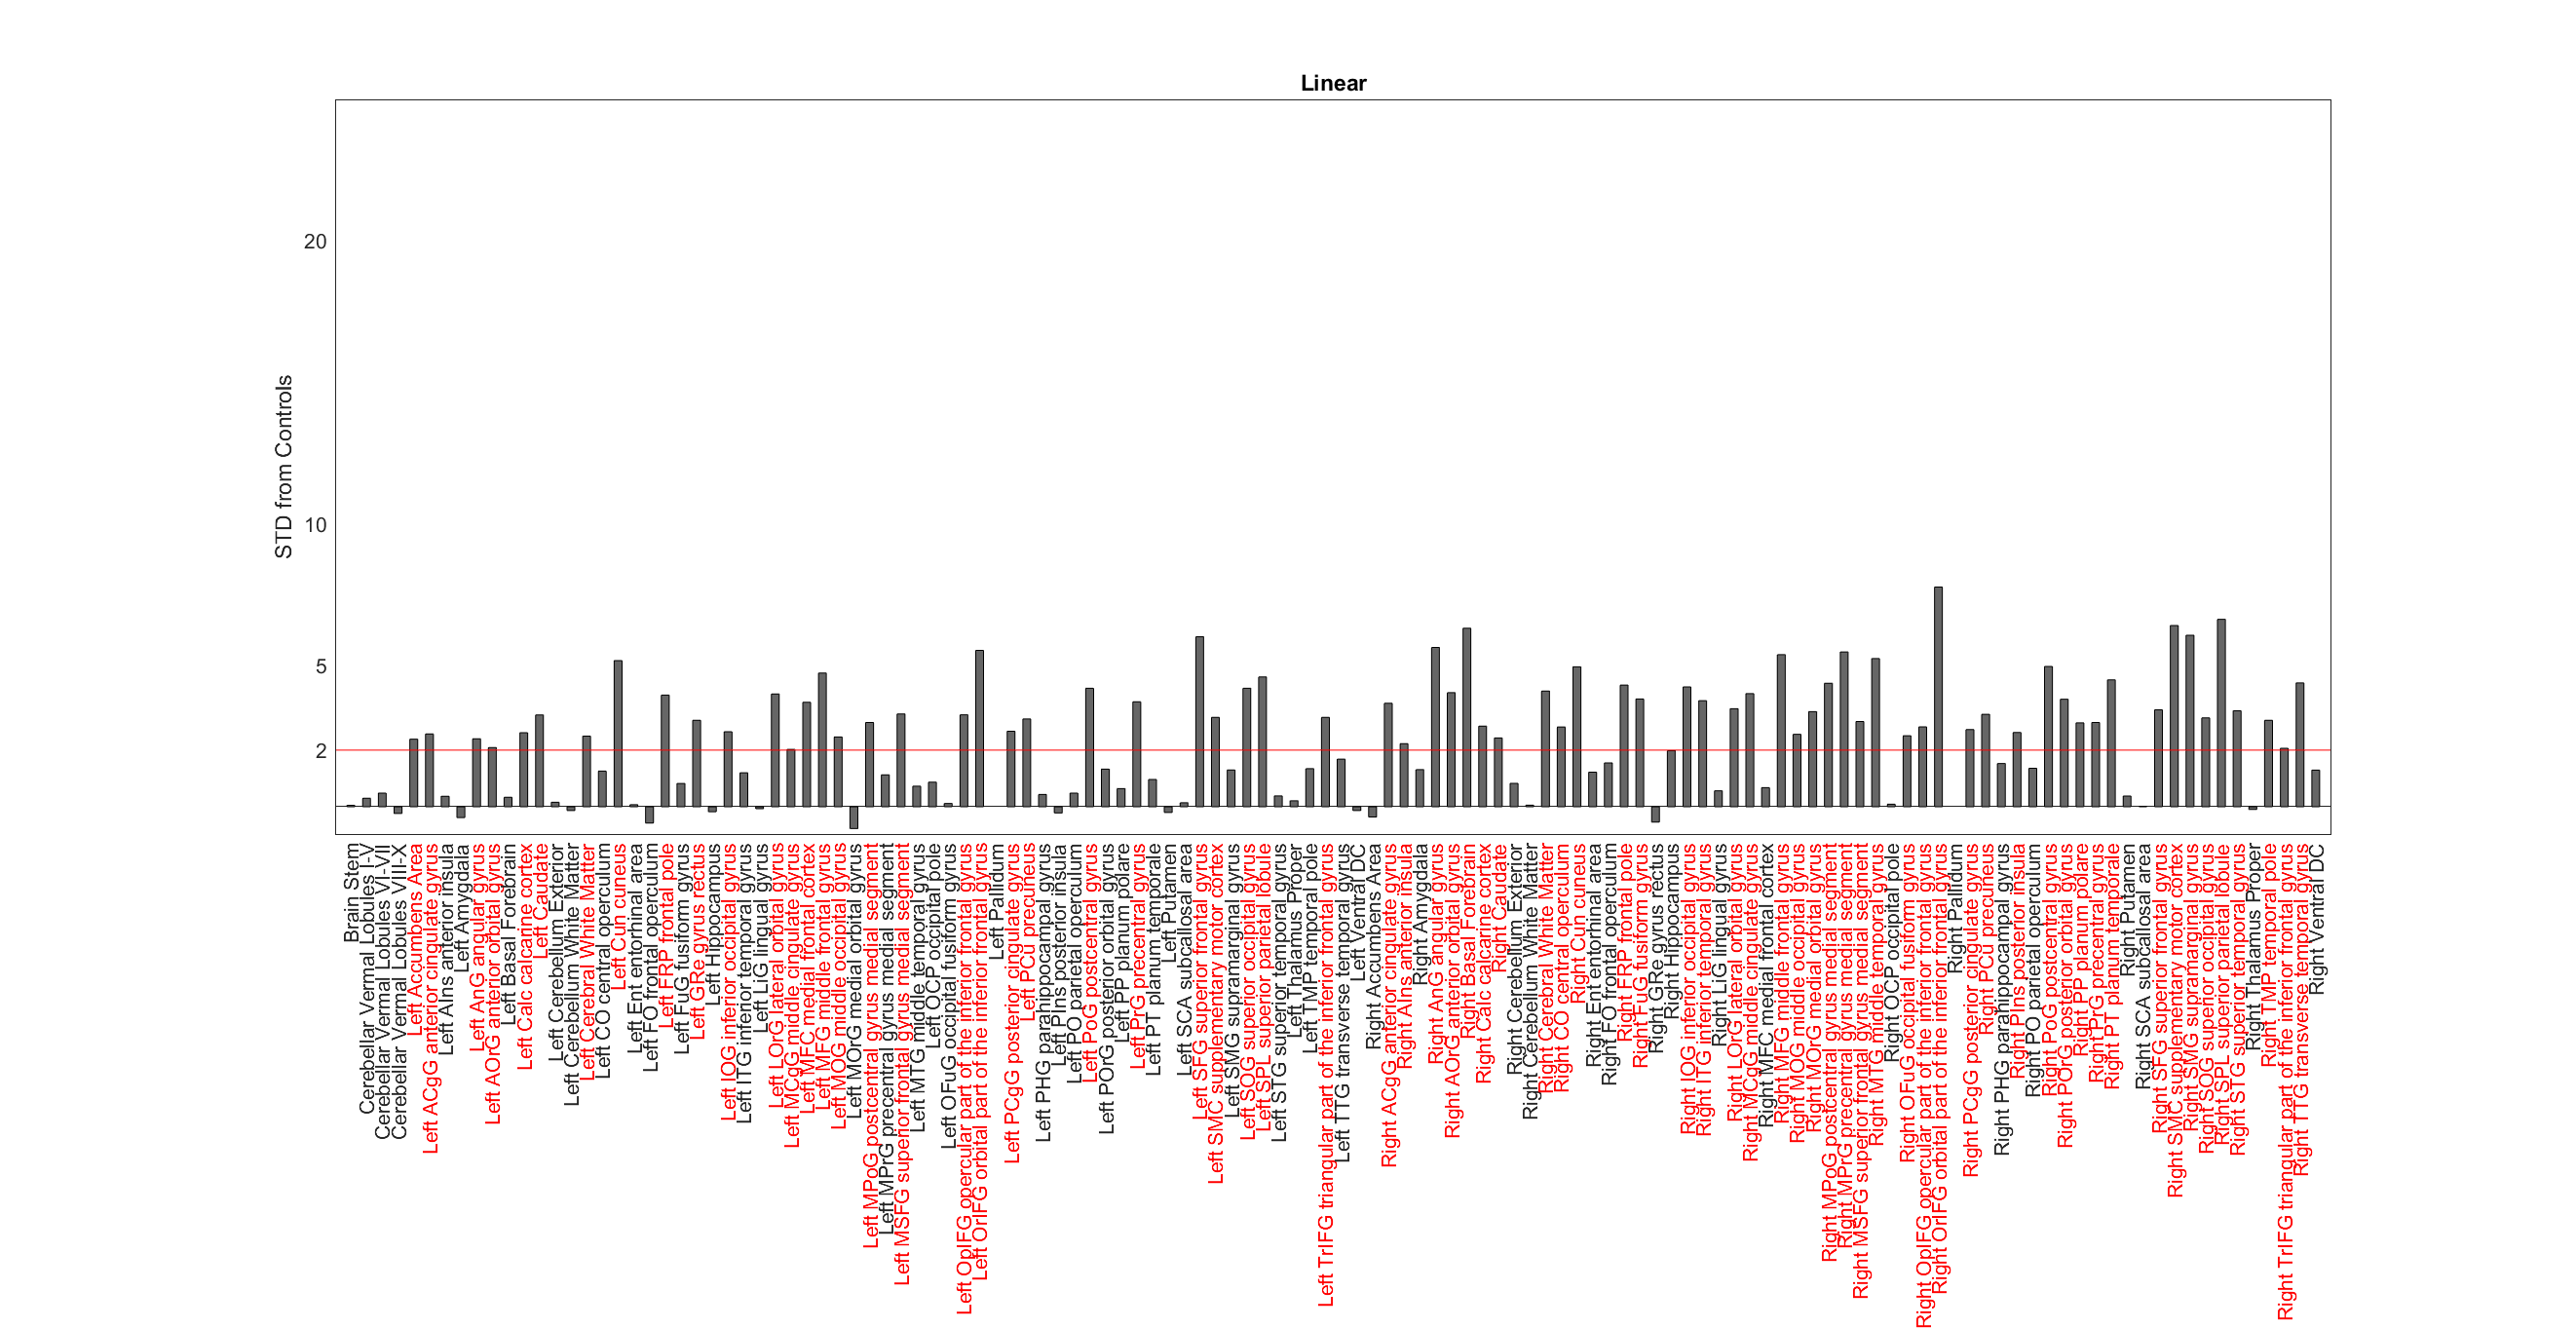 Linear
STD from Controls
20
10
5
2
Brain Stem
Cerebellar Vermal Lobules I-V
Cerebellar Vermal Lobules VI-VII
Cerebellar Vermal Lobules VIII-X
Left Accumbens Area
Left ACgG anterior cingulate gyrus
Left AIns anterior insula
Left Amygdala
Left AnG angular gyrus
Left AOrG anterior orbital gyrus
Left Basal Forebrain
Left Calc calcarine cortex
Left Caudate
Left Cerebellum Exterior
Left Cerebellum White Matter
Left Cerebral White Matter
Left CO central operculum
Left Cun cuneus
Left Ent entorhinal area
Left FO frontal operculum
Left FRP frontal pole
Left FuG fusiform gyrus
Left GRe gyrus rectus
Left Hippocampus
Left IOG inferior occipital gyrus
Left ITG inferior temporal gyrus
Left LiG lingual gyrus
Left LOrG lateral orbital gyrus
Left MCgG middle cingulate gyrus
Left MFC medial frontal cortex
Left MFG middle frontal gyrus
Left MOG middle occipital gyrus
Left MOrG medial orbital gyrus
Left MPoG postcentral gyrus medial segment
Left MPrG precentral gyrus medial segment
Left MSFG superior frontal gyrus medial segment
Left MTG middle temporal gyrus
Left OCP occipital pole
Left OFuG occipital fusiform gyrus
Left OpIFG opercular part of the inferior frontal gyrus
Left OrIFG orbital part of the inferior frontal gyrus
Left Pallidum
Left PCgG posterior cingulate gyrus
Left PCu precuneus
Left PHG parahippocampal gyrus
Left PIns posterior insula
Left PO parietal operculum
Left PoG postcentral gyrus
Left POrG posterior orbital gyrus
Left PP planum polare
Left PrG precentral gyrus
Left PT planum temporale
Left Putamen
Left SCA subcallosal area
Left SFG superior frontal gyrus
Left SMC supplementary motor cortex
Left SMG supramarginal gyrus
Left SOG superior occipital gyrus
Left SPL superior parietal lobule
Left STG superior temporal gyrus
Left Thalamus Proper
Left TMP temporal pole
Left TrIFG triangular part of the inferior frontal gyrus
Left TTG transverse temporal gyrus
Left Ventral DC
Right Accumbens Area
Right ACgG anterior cingulate gyrus
Right AIns anterior insula
Right Amygdala
Right AnG angular gyrus
Right AOrG anterior orbital gyrus
Right Basal Forebrain
Right Calc calcarine cortex
Right Caudate
Right Cerebellum Exterior
Right Cerebellum White Matter
Right Cerebral White Matter
Right CO central operculum
Right Cun cuneus
Right Ent entorhinal area
Right FO frontal operculum
Right FRP frontal pole
Right FuG fusiform gyrus
Right GRe gyrus rectus
Right Hippocampus
Right IOG inferior occipital gyrus
Right ITG inferior temporal gyrus
Right LiG lingual gyrus
Right LOrG lateral orbital gyrus
Right MCgG middle cingulate gyrus
Right MFC medial frontal cortex
Right MFG middle frontal gyrus
Right MOG middle occipital gyrus
Right MOrG medial orbital gyrus
Right MPoG postcentral gyrus medial segment
Right MPrG precentral gyrus medial segment
Right MSFG superior frontal gyrus medial segment
Right MTG middle temporal gyrus
Right OCP occipital pole
Right OFuG occipital fusiform gyrus
Right OpIFG opercular part of the inferior frontal gyrus
Right OrIFG orbital part of the inferior frontal gyrus
Right Pallidum
Right PCgG posterior cingulate gyrus
Right PCu precuneus
Right PHG parahippocampal gyrus
Right PIns posterior insula
Right PO parietal operculum
Right PoG postcentral gyrus
Right POrG posterior orbital gyrus
Right PP planum polare
Right PrG precentral gyrus
Right PT planum temporale
Right Putamen
Right SCA subcallosal area
Right SFG superior frontal gyrus
Right SMC supplementary motor cortex
Right SMG supramarginal gyrus
Right SOG superior occipital gyrus
Right SPL superior parietal lobule
Right STG superior temporal gyrus
Right Thalamus Proper
Right TMP temporal pole
Right TrIFG triangular part of the inferior frontal gyrus
Right TTG transverse temporal gyrus
Right Ventral DC